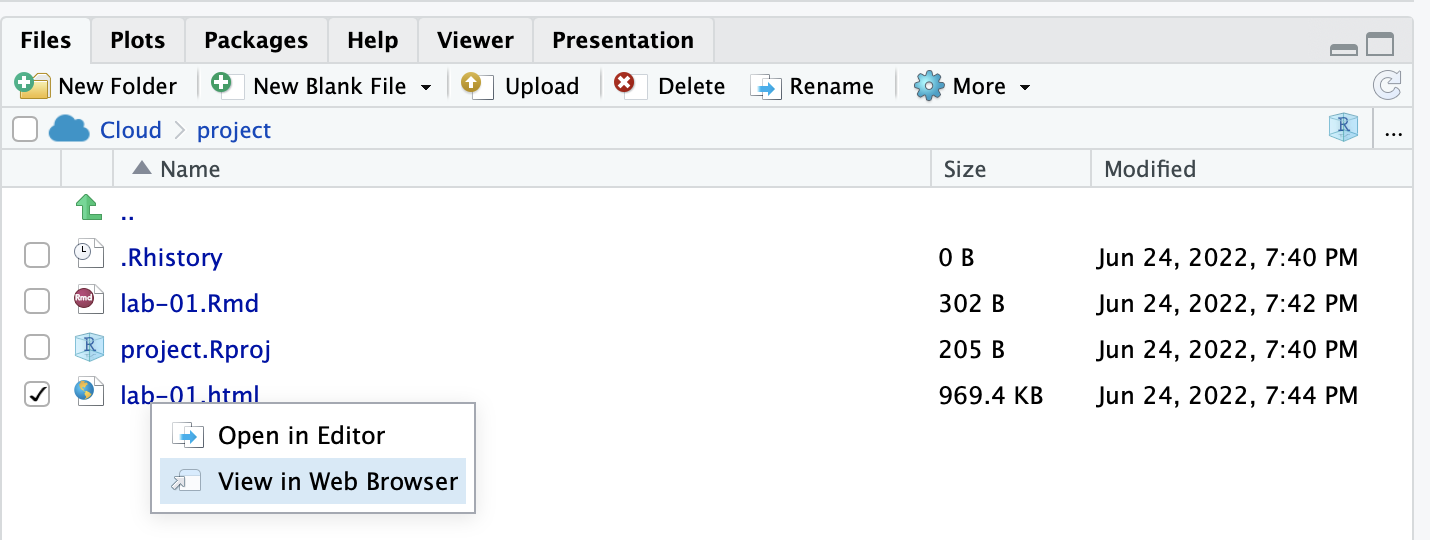 Files Plots Packages Help Viewer Presentation
New Folder New Blank File Upload Delete Rename More
Cloud project R ...
Name Size Modified
..
.Rhistory 0 B Jun 24, 2022, 7:40 PM
Rmd lab-01.Rmd 302 B Jun 24, 2022, 7:42 PM
R project.Rproj 205 B Jun 24, 2022, 7:40 PM
lab-01.html 969.4 KB Jun 24, 2022, 7:44 PM
Open in Editor
View in Web Browser